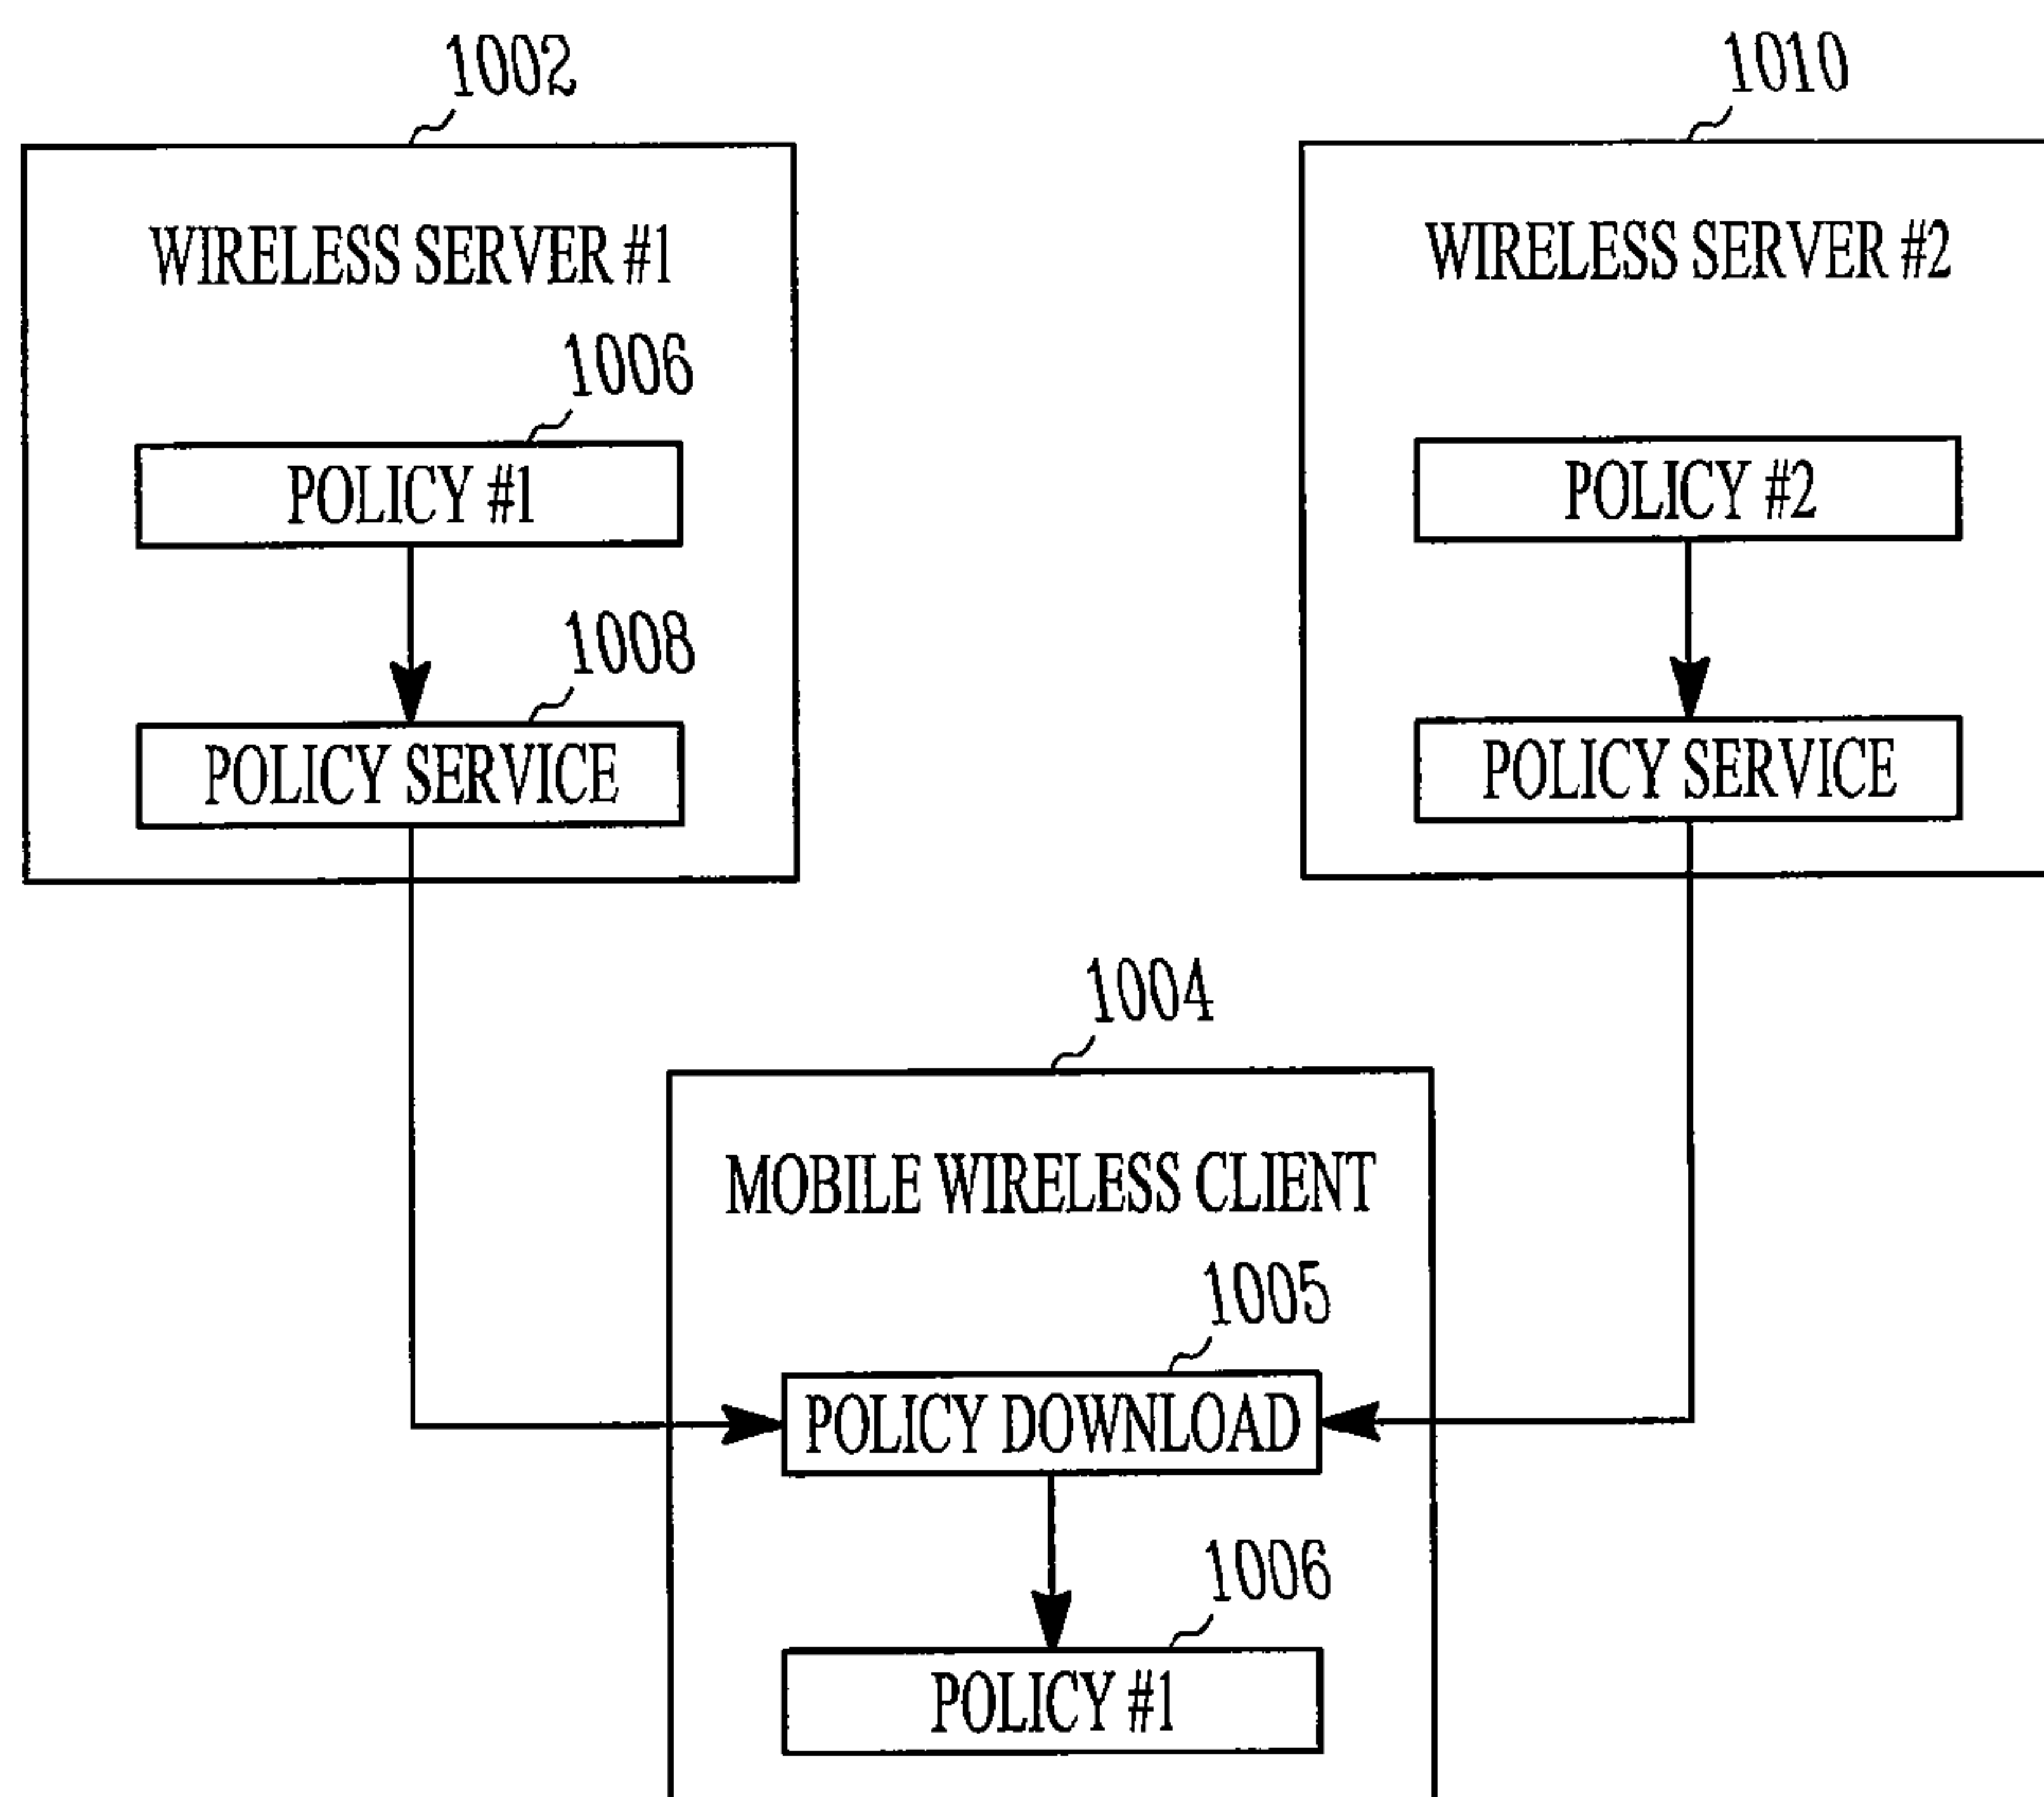 1002
WIRELESS SERVER #1
1006
POLICY #1
1008
POLICY SERVICE
1010
WIRELESS SERVER #2
POLICY #2
POLICY SERVICE
1004
MOBILE WIRELESS CLIENT
1005
POLICY DOWNLOAD
1006
POLICY #1